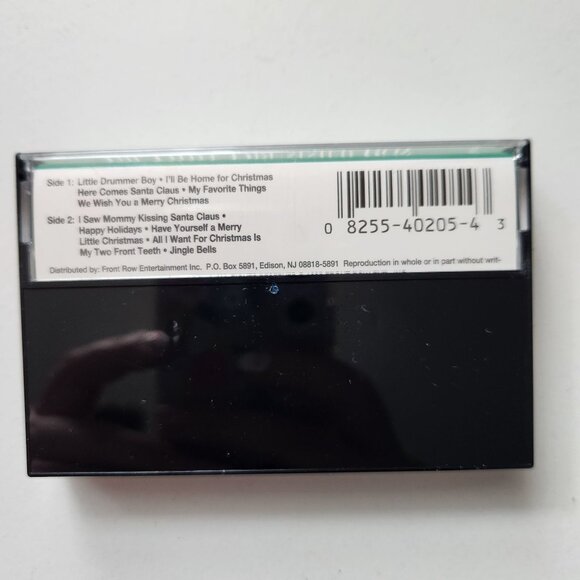 Side 1: Little Drummer Boy • I'll Be Home for Christmas
Here Comes Santa Claus • My Favorite Things
We Wish You a Merry Christmas
Side 2: I Saw Mommy Kissing Santa Claus •
Happy Holidays • Have Yourself a Merry
Little Christmas • All I Want For Christmas Is
My Two Front Teeth • Jingle Bells
0 8255-40205-4 3
Distributed by: Front Row Entertainment Inc. P.O. Box 5891, Edison, NJ 08818-5891 Reproduction in whole or in part without writ-